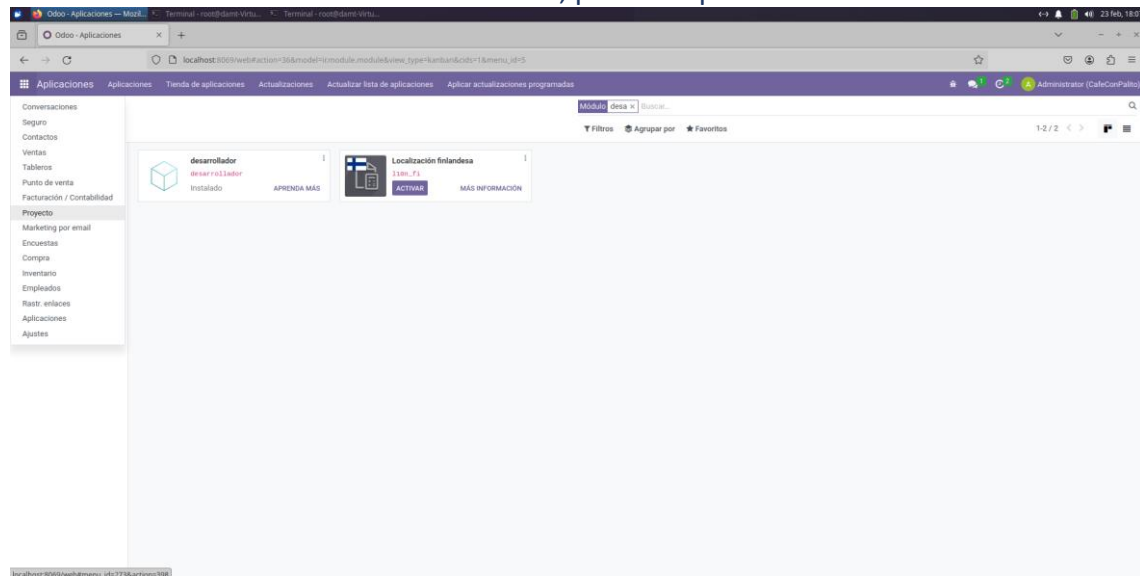 Odoo - Aplicaciones — Mozil...
Terminal - root@damt-Virtu...
Terminal - root@damt-Virtu...
23 feb, 18:0
Odoo - Aplicaciones
localhost:8069/web#action=36&model=ir.module.module&view_type=kanban&cids=1&menu_id=5
Aplicaciones
Aplicaciones
Tienda de aplicaciones
Actualizaciones
Actualizar lista de aplicaciones
Aplicar actualizaciones programadas
1
2
A
Administrator (CafeConPalito)
Conversaciones
Seguro
Contactos
Ventas
Tableros
Punto de venta
Facturación / Contabilidad
Proyecto
Marketing por email
Encuestas
Compra
Inventario
Empleados
Rastr. enlaces
Aplicaciones
Ajustes
Módulo desa × Buscar...
Filtros
Agrupar por
Favoritos
1-2 / 2
desarrollador
desarrollador
Instalado
APRENDA MÁS
Localización finlandesa
l10n_fi
ACTIVAR
MÁS INFORMACIÓN
localhost:8069/web#menu_id=273&action=398